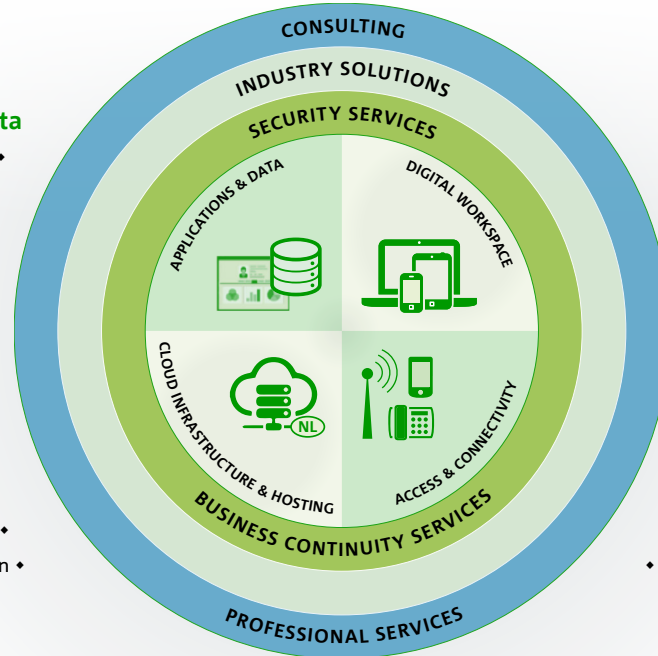 CONSULTING
INDUSTRY SOLUTIONS
SECURITY SERVICES
ta
APPLICATIONS & DATA
DIGITAL WORKSPACE
CLOUD INFRASTRUCTURE & HOSTING
NL
ACCESS & CONNECTIVITY
BUSINESS CONTINUITY SERVICES
n
PROFESSIONAL SERVICES